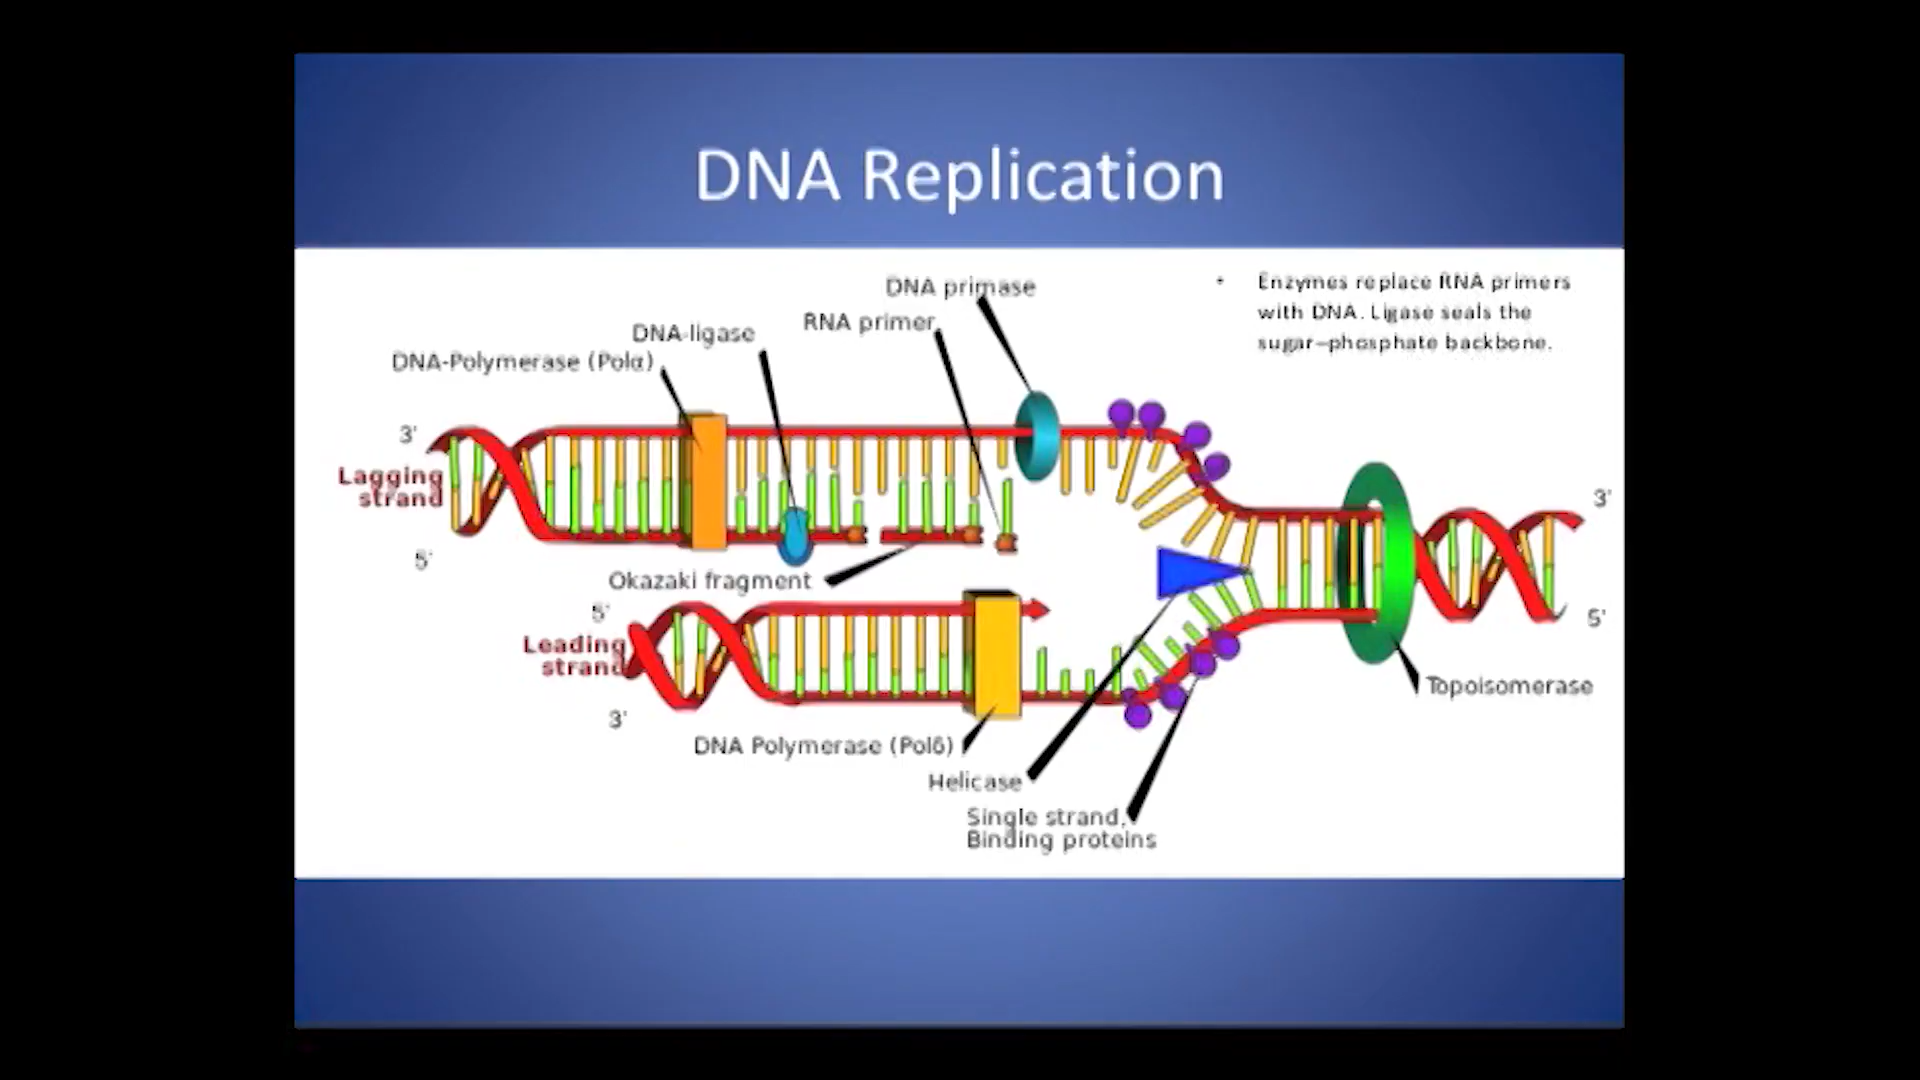 DNA Replication
DNA primase
RNA primer
DNA-ligase
DNA-Polymerase (Polα)
• Enzymes replace RNA primers
with DNA. Ligase seals the
sugar–phosphate backbone.
3'
Lagging
strand
5'
3'
5'
Okazaki fragment
5'
Leading
strand
3'
Topoisomerase
DNA Polymerase (Polδ)
Helicase
Single strand,
Binding proteins